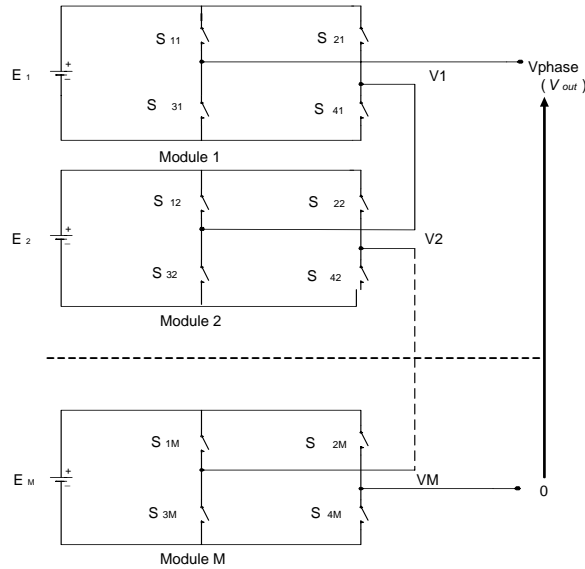 S 11
S 21
E 1
+
−
V1
Vphase
( V out )
S 31
S 41
Module 1
S 12
S 22
E 2
+
−
V2
S 32
S 42
Module 2
S 1M
S 2M
E M
+
−
VM
0
S 3M
S 4M
Module M